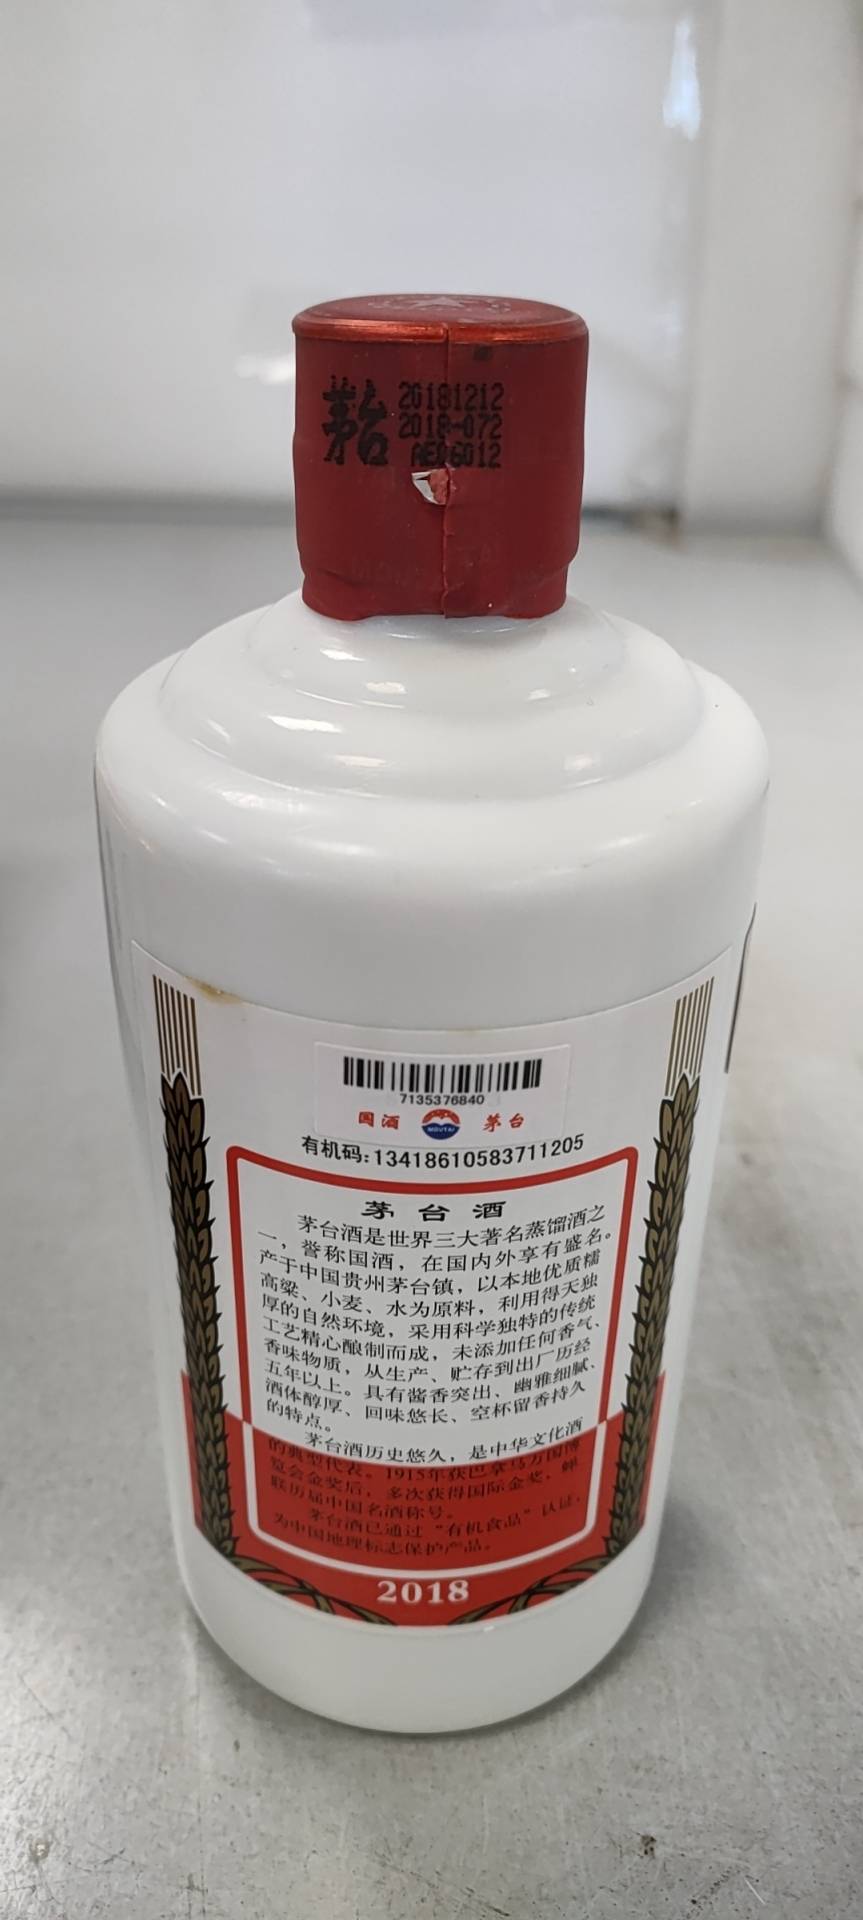 茅台
20181212
2018-072
AE06012
7135376840
国酒
MOUTAI
茅台
有机码:13418610583711205
茅台酒
茅台酒是世界三大著名蒸馏酒之
一，誉称国酒，在国内外享有盛名。
产于中国贵州茅台镇，以本地优质糯
高粱、小麦、水为原料，利用得天独
厚的自然环境，采用科学独特的传统
工艺精心酿制而成，未添加任何香气、
香味物质，从生产、贮存到出厂历经
五年以上。具有酱香突出、幽雅细腻、
酒体醇厚、回味悠长、空杯留香持久
的特点。
茅台酒历史悠久，是中华文化酒
的典型代表。1915年获巴拿马万国博
览会金奖后，多次获得国际金奖，蝉
联历届中国名酒称号。
茅台酒已通过“有机食品”认证，
为中国地理标志保护产品。
2018